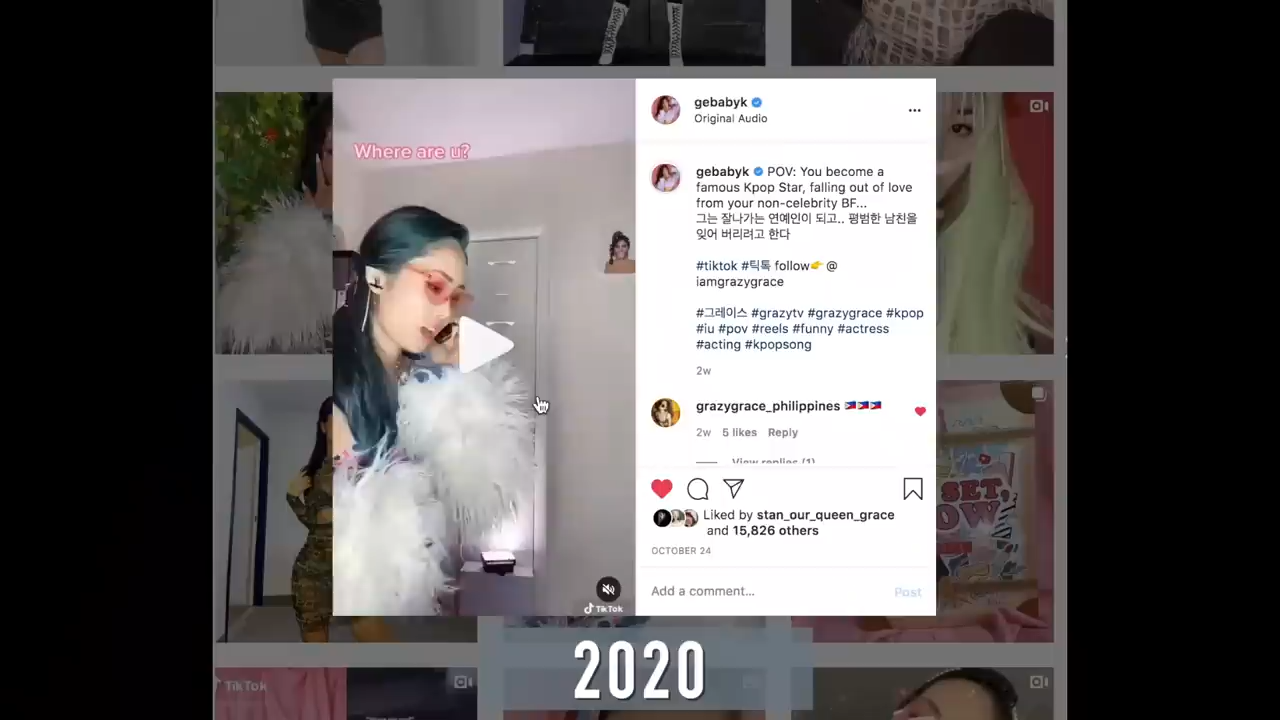 Where are u?
gebabyk
Original Audio
gebabyk POV: You become a
famous Kpop Star, falling out of love
from your non-celebrity BF...
그는 잘나가는 연예인이 되고.. 평범한 남친을
잊어 버리려고 한다
#tiktok #틱톡 follow👉 @
iamgrazygrace
#그레이스 #grazytv #grazygrace #kpop
#iu #pov #reels #funny #actress
#acting #kpopsong
2w
grazygrace_philippines 🇵🇭🇵🇭🇵🇭
2w 5 likes Reply
View replies (1)
Liked by stan_our_queen_grace
and 15,826 others
OCTOBER 24
Add a comment... Post
TikTok
SET,
OW
TikTok
2020